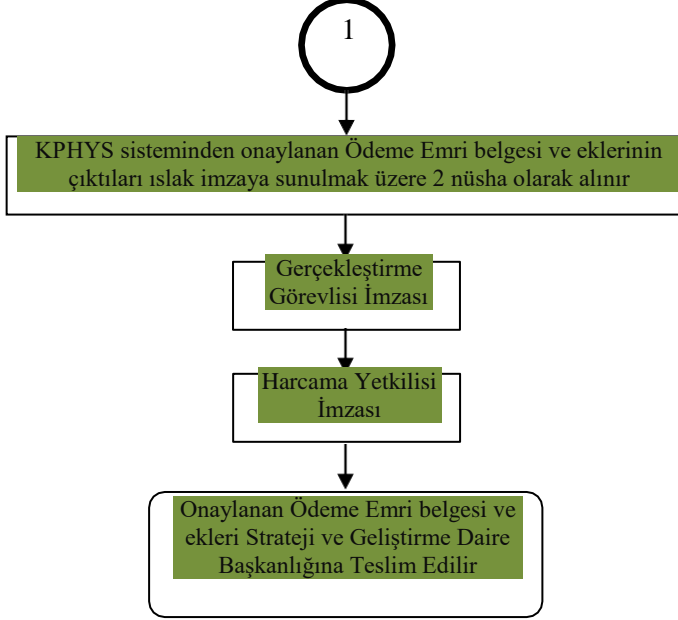 1
KPHYS sisteminden onaylanan Ödeme Emri belgesi ve eklerinin
çıktıları ıslak imzaya sunulmak üzere 2 nüsha olarak alınır
Gerçekleştirme
Görevlisi İmzası
Harcama Yetkilisi
İmzası
Onaylanan Ödeme Emri belgesi ve
ekleri Strateji ve Geliştirme Daire
Başkanlığına Teslim Edilir